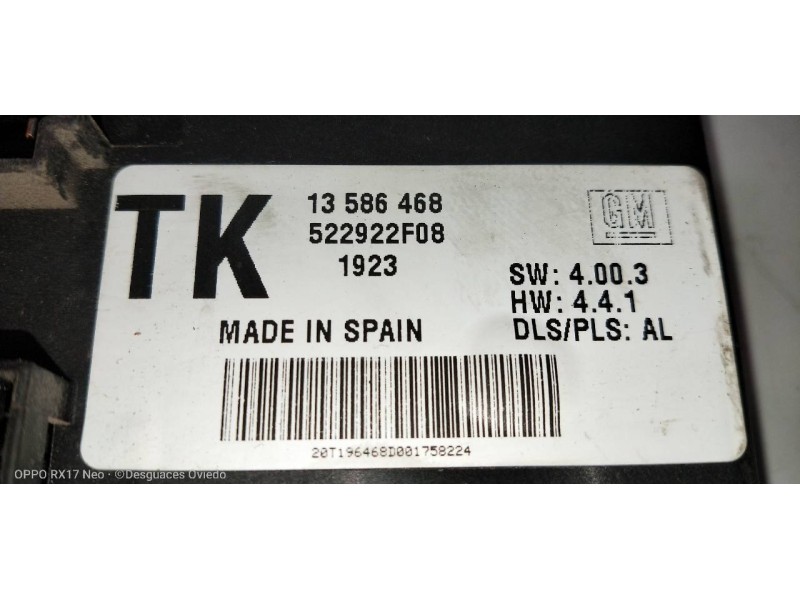 TK
13 586 468
522922F08
1923
GM
SW: 4.00.3
HW: 4.4.1
DLS/PLS: AL
MADE IN SPAIN
20T196468D001758224
OPPO RX17 Neo · ©Desguaces Oviedo